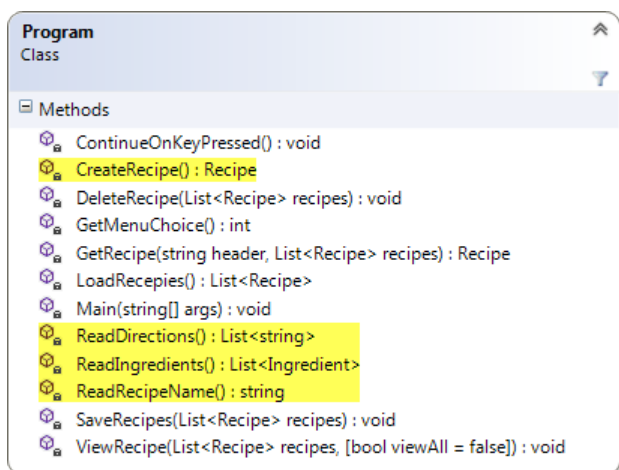 Program
Class
Methods
ContinueOnKeyPressed() : void
CreateRecipe() : Recipe
DeleteRecipe(List<Recipe> recipes) : void
GetMenuChoice() : int
GetRecipe(string header, List<Recipe> recipes) : Recipe
LoadRecepies() : List<Recipe>
Main(string[] args) : void
ReadDirections() : List<string>
ReadIngredients() : List<Ingredient>
ReadRecipeName() : string
SaveRecipes(List<Recipe> recipes) : void
ViewRecipe(List<Recipe> recipes, [bool viewAll = false]) : void